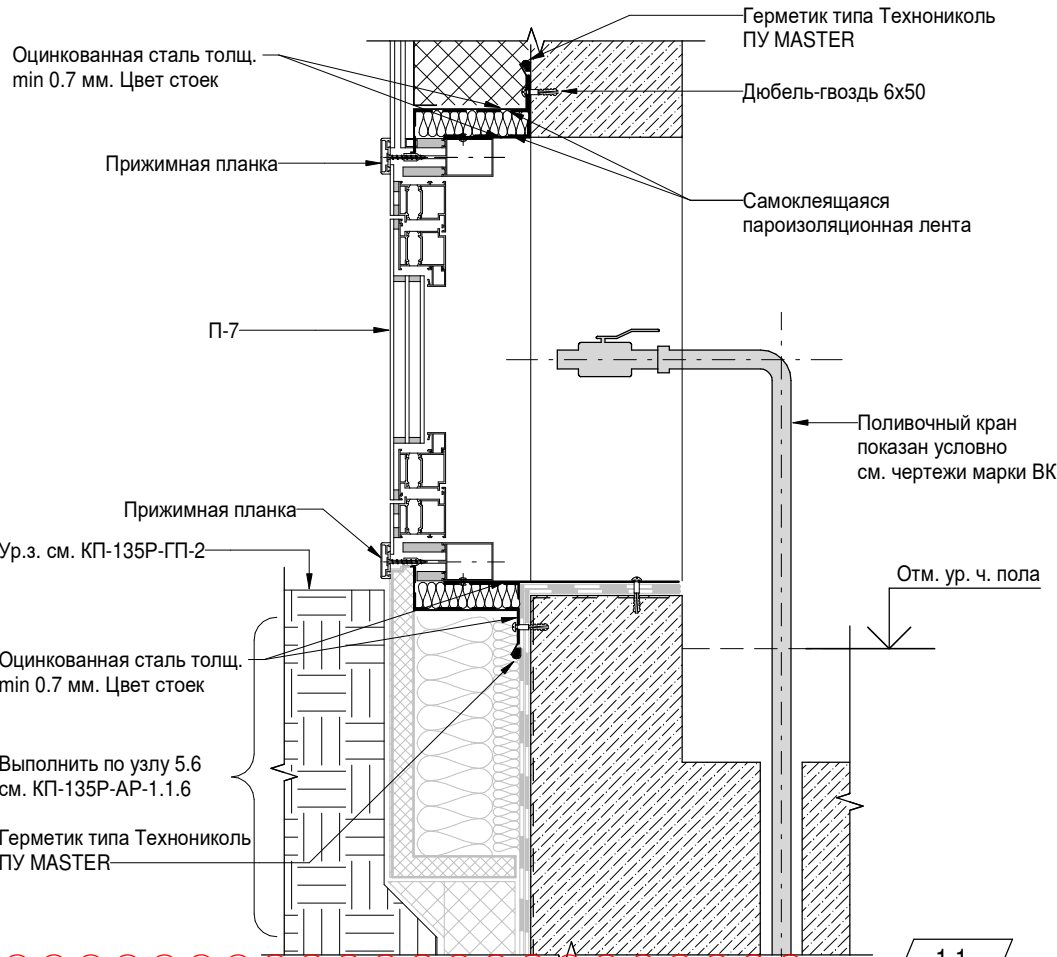 Герметик типа Технониколь
ПУ MASTER
Оцинкованная сталь толщ.
min 0.7 мм. Цвет стоек
Дюбель-гвоздь 6х50
Прижимная планка
Самоклеящаяся
пароизоляционная лента
П-7
Поливочный кран
показан условно
см. чертежи марки ВК
Прижимная планка
Ур.з. см. КП-135Р-ГП-2
Отм. ур. ч. пола
Оцинкованная сталь толщ.
min 0.7 мм. Цвет стоек
Выполнить по узлу 5.6
см. КП-135Р-АР-1.1.6
Герметик типа Технониколь
ПУ MASTER